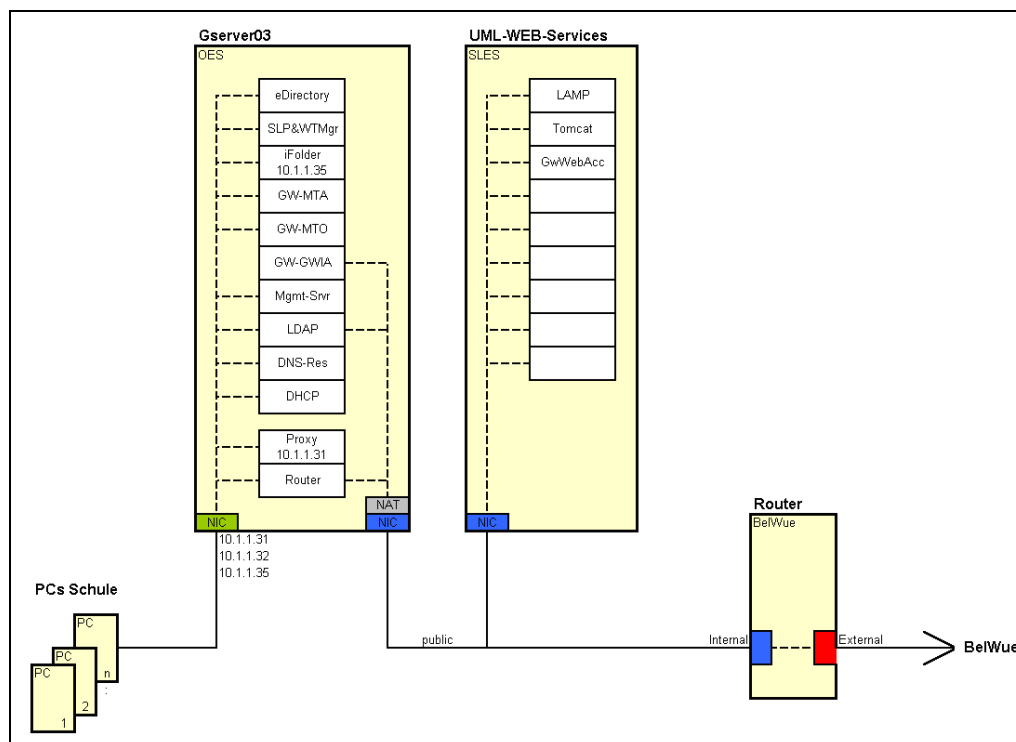 Gserver03
OES
eDirectory
SLP&WTMgr
iFolder
10.1.1.35
GW-MTA
GW-MTO
GW-GWIA
Mgmt-Srvr
LDAP
DNS-Res
DHCP
Proxy
10.1.1.31
Router
NAT
NIC
NIC
10.1.1.31
10.1.1.32
10.1.1.35
UML-WEB-Services
SLES
LAMP
Tomcat
GwWebAcc
NIC
Router
BelWue
PCs Schule
PC
n
:
PC
2
PC
1
public
Internal
External
BelWue